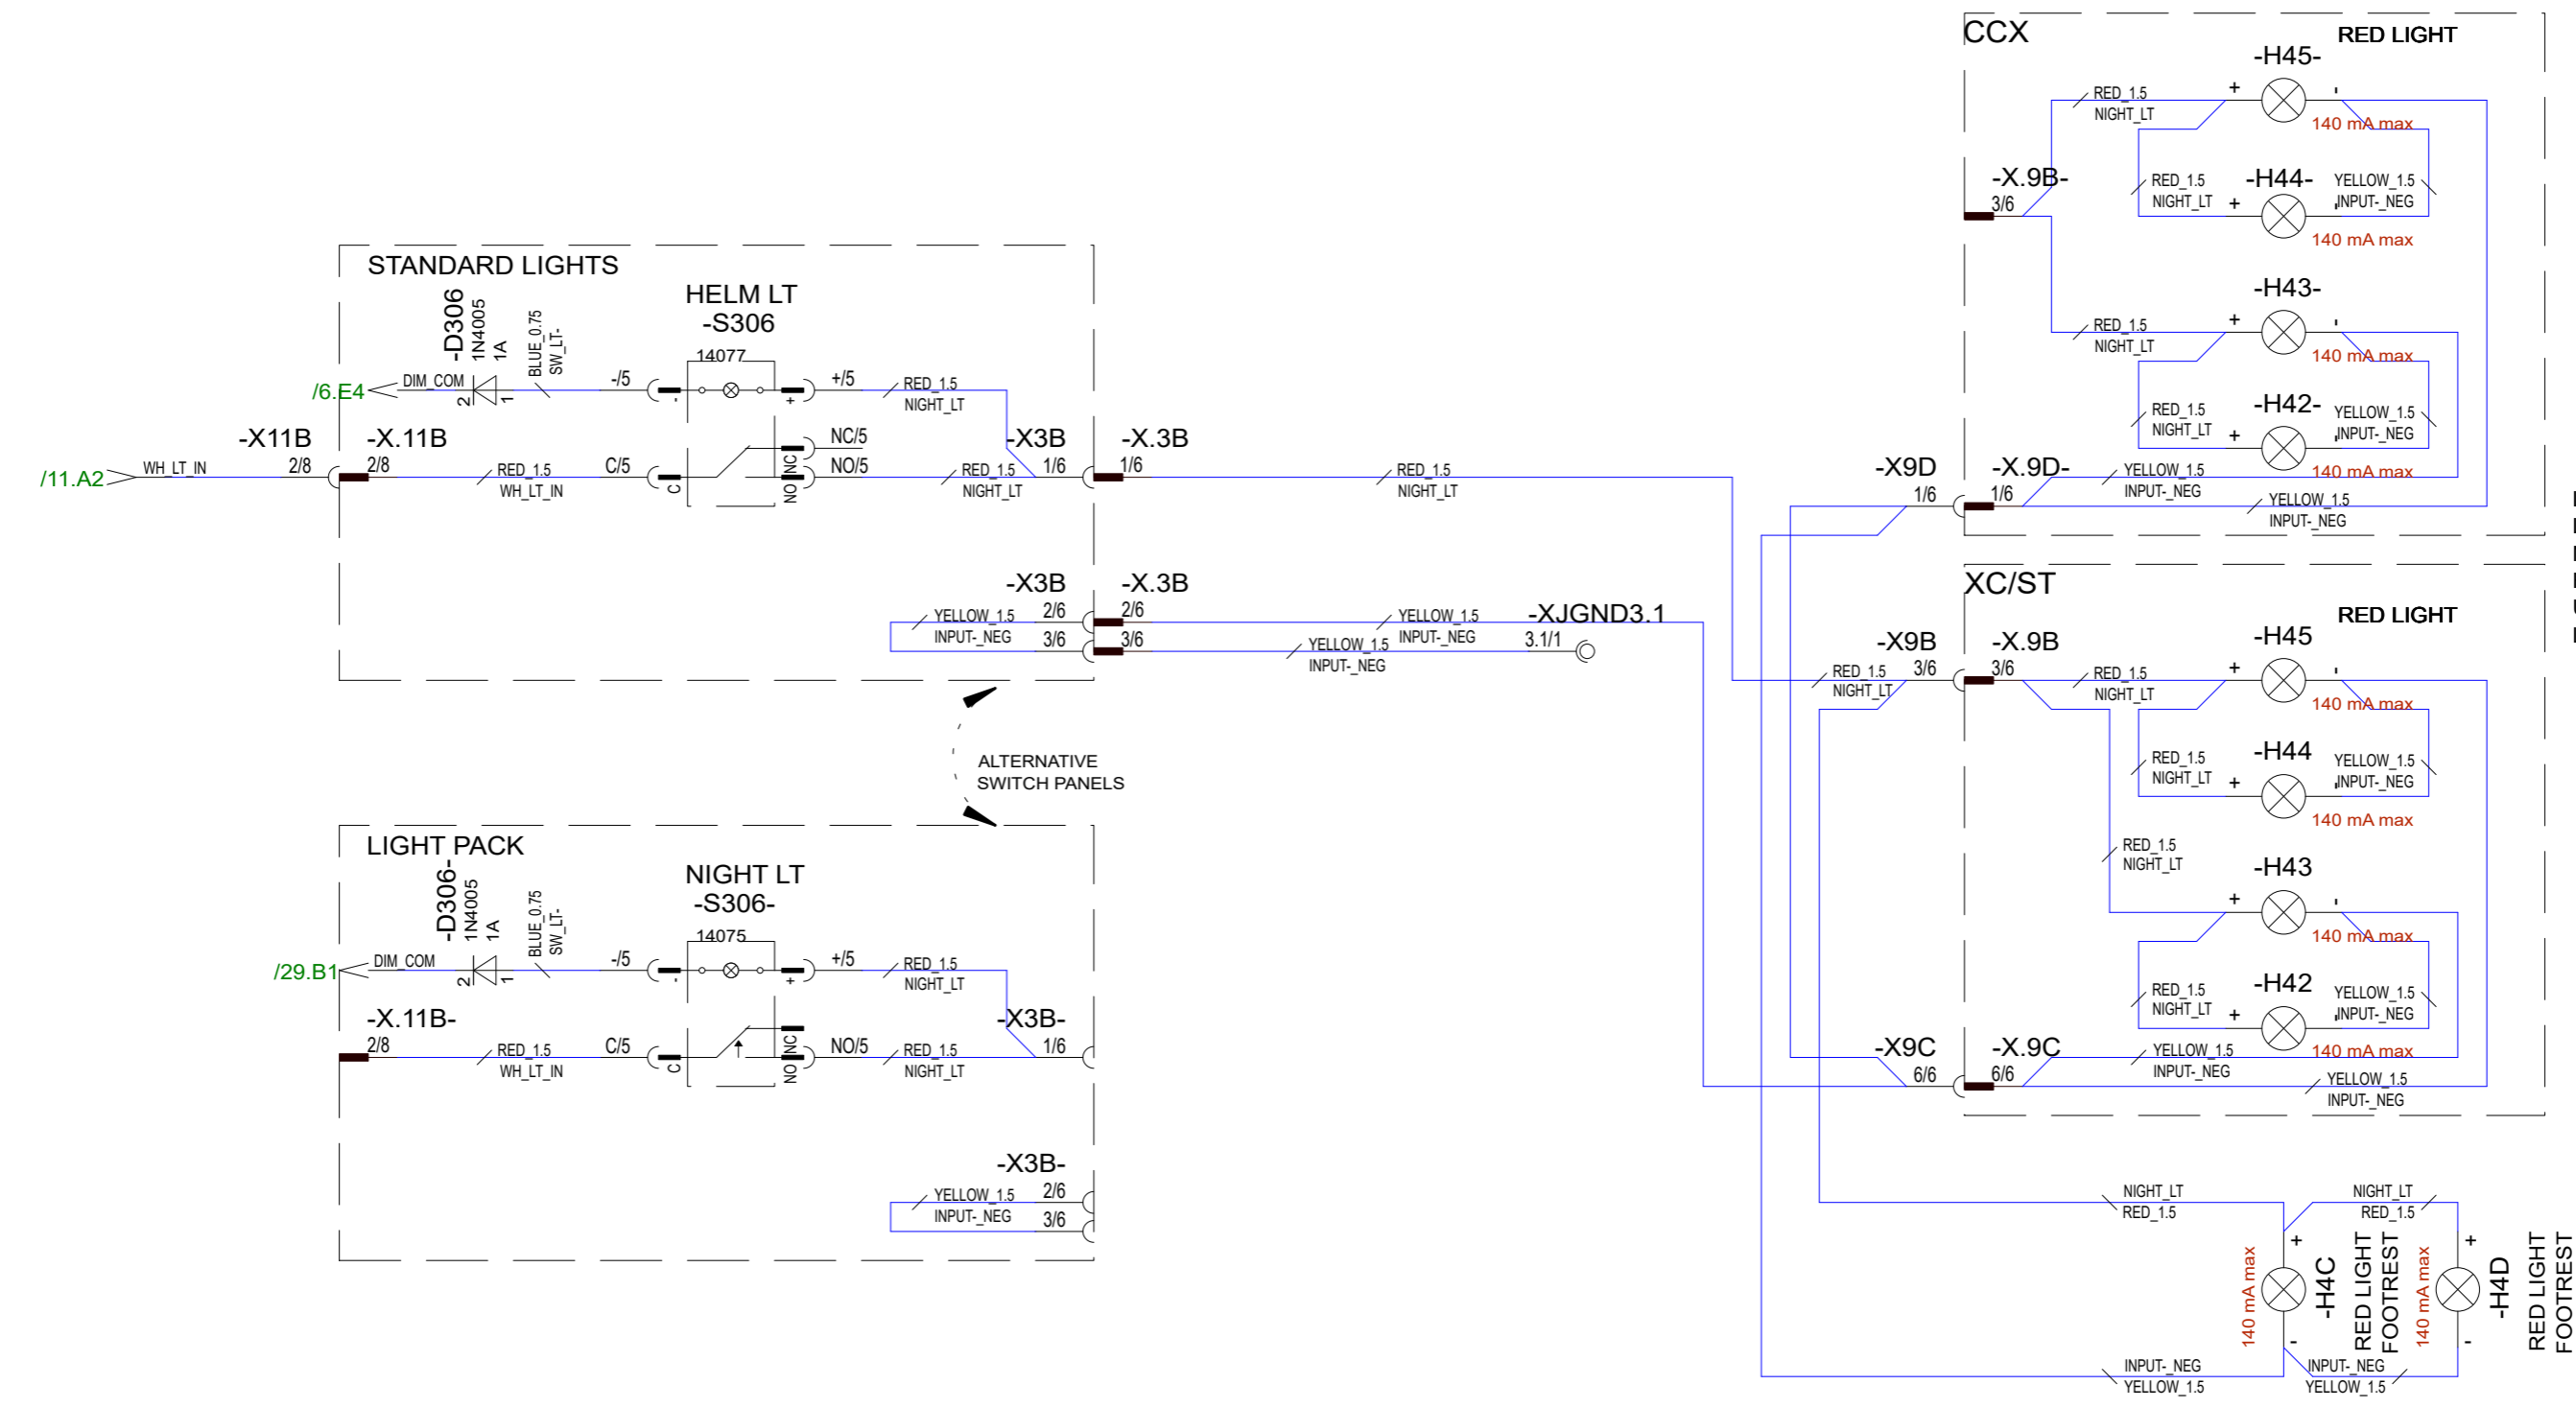 CCX
RED LIGHT
-H45-
+
-
RED_1.5
NIGHT_LT
140 mA max
-X.9B-
3/6
RED_1.5
NIGHT_LT
-H44-
+
-
YELLOW_1.5
INPUT-_NEG
140 mA max
-H43-
+
-
RED_1.5
NIGHT_LT
140 mA max
RED_1.5
NIGHT_LT
-H42-
+
-
YELLOW_1.5
INPUT-_NEG
140 mA max
-X9D
1/6
-X.9D-
1/6
YELLOW_1.5
INPUT-_NEG
YELLOW_1.5
INPUT-_NEG
STANDARD LIGHTS
-D306
1N4005
1A
BLUE_0.75
SW_LT-
HELM LT
-S306
14077
/6.E4
DIM_COM
2
1
-/5
-
+
+/5
RED_1.5
NIGHT_LT
/11.A2
WH_LT_IN
-X11B
2/8
-X.11B
2/8
RED_1.5
WH_LT_IN
C/5
C
NC
NO
NC/5
NO/5
RED_1.5
NIGHT_LT
-X3B
1/6
-X.3B
1/6
RED_1.5
NIGHT_LT
-X3B
2/6
3/6
YELLOW_1.5
INPUT-_NEG
-X.3B
2/6
3/6
YELLOW_1.5
INPUT-_NEG
YELLOW_1.5
INPUT-_NEG
-XJGND3.1
3.1/1
ALTERNATIVE
SWITCH PANELS
LIGHT PACK
-D306-
1N4005
1A
BLUE_0.75
SW_LT-
NIGHT LT
-S306-
14075
/29.B1
DIM_COM
2
1
-/5
-
+
+/5
RED_1.5
NIGHT_LT
-X.11B-
2/8
RED_1.5
WH_LT_IN
C/5
C
NC
NO
NO/5
RED_1.5
NIGHT_LT
-X3B-
1/6
-X3B-
2/6
3/6
YELLOW_1.5
INPUT-_NEG
XC/ST
RED LIGHT
-X9B
3/6
RED_1.5
NIGHT_LT
-X.9B
3/6
RED_1.5
NIGHT_LT
-H45
+
-
140 mA max
RED_1.5
NIGHT_LT
-H44
+
-
YELLOW_1.5
INPUT-_NEG
140 mA max
RED_1.5
NIGHT_LT
-H43
+
-
140 mA max
RED_1.5
NIGHT_LT
-H42
+
-
YELLOW_1.5
INPUT-_NEG
140 mA max
-X9C
6/6
-X.9C
6/6
YELLOW_1.5
INPUT-_NEG
YELLOW_1.5
INPUT-_NEG
NIGHT_LT
RED_1.5
NIGHT_LT
RED_1.5
140 mA max
+
-
-H4C
RED LIGHT
FOOTREST
140 mA max
+
-
-H4D
RED LIGHT
FOOTREST
INPUT-_NEG
YELLOW_1.5
INPUT-_NEG
YELLOW_1.5